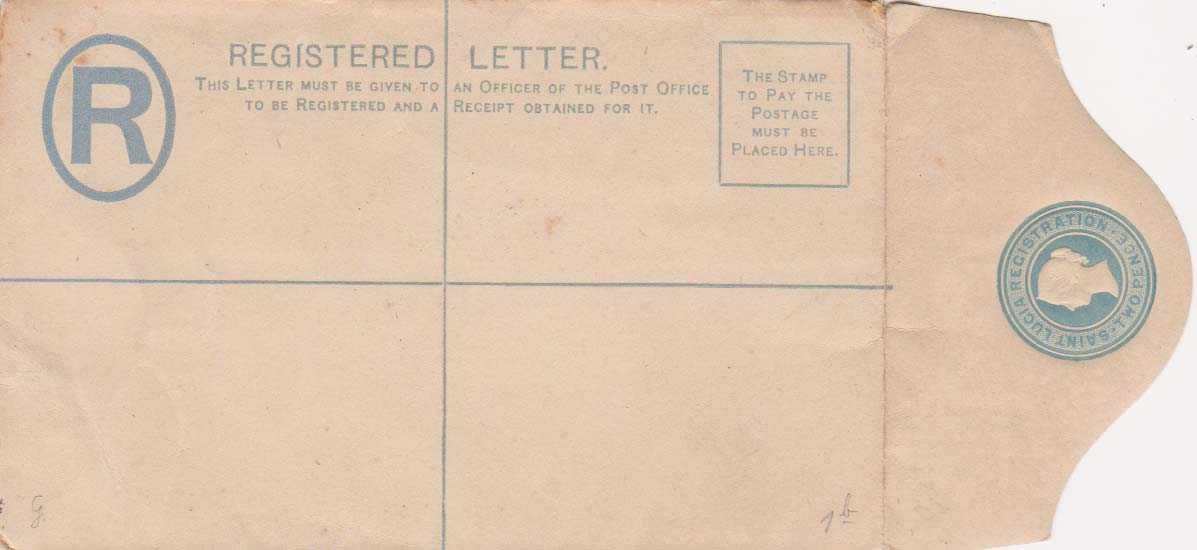 R
REGISTERED LETTER.
THIS LETTER MUST BE GIVEN TO AN OFFICER OF THE POST OFFICE
TO BE REGISTERED AND A RECEIPT OBTAINED FOR IT.
THE STAMP
TO PAY THE
POSTAGE
MUST BE
PLACED HERE.
SAINT LUCIA REGISTRATION · TWO PENCE ·
G.
1b